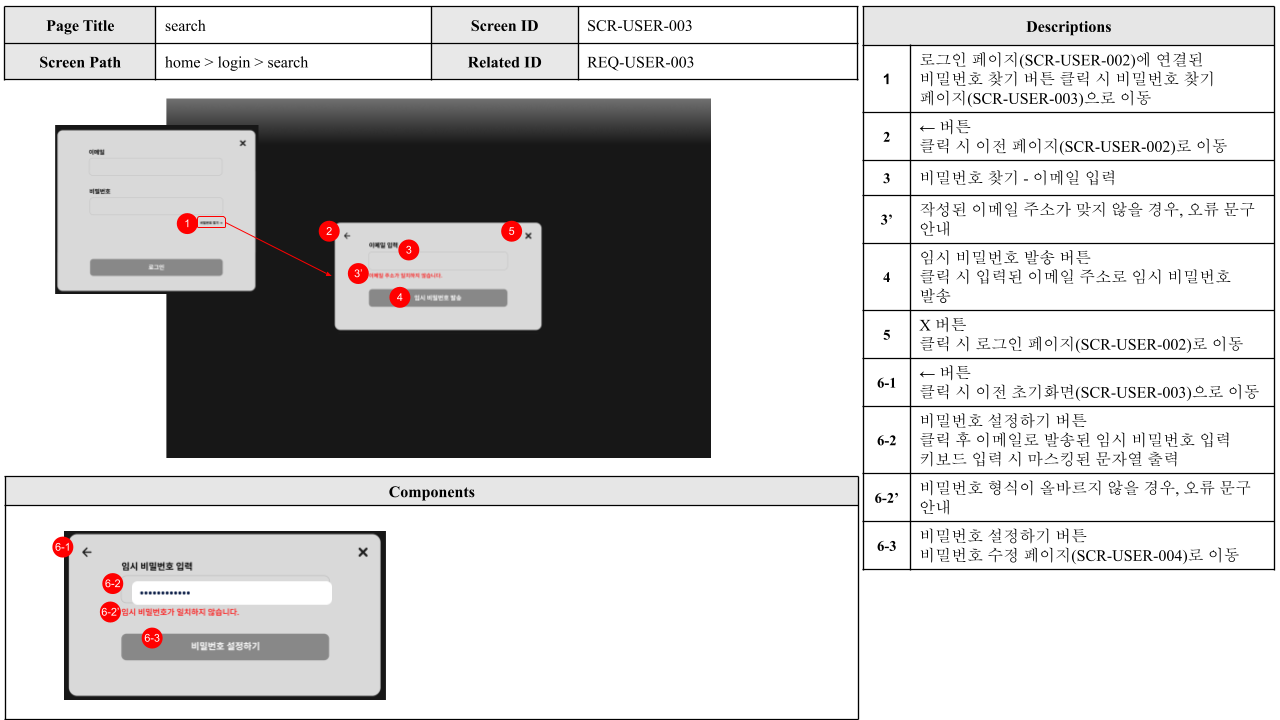 Page Title search Screen ID SCR-USER-003
Screen Path home > login > search Related ID REQ-USER-003
이메일
비밀번호
1
비밀번호 찾기 >
로그인
2
5
이메일 입력
3
3'
이메일 주소가 일치하지 않습니다.
4
임시 비밀번호 발송
Components
6-1
임시 비밀번호 입력
6-2
••••••••••••
6-2'
임시 비밀번호가 일치하지 않습니다.
6-3
비밀번호 설정하기
Descriptions
1
로그인 페이지(SCR-USER-002)에 연결된
비밀번호 찾기 버튼 클릭 시 비밀번호 찾기
페이지(SCR-USER-003)으로 이동
2
← 버튼
클릭 시 이전 페이지(SCR-USER-002)로 이동
3
비밀번호 찾기 - 이메일 입력
3’
작성된 이메일 주소가 맞지 않을 경우, 오류 문구
안내
4
임시 비밀번호 발송 버튼
클릭 시 입력된 이메일 주소로 임시 비밀번호
발송
5
X 버튼
클릭 시 로그인 페이지(SCR-USER-002)로 이동
6-1
← 버튼
클릭 시 이전 초기화면(SCR-USER-003)으로 이동
6-2
비밀번호 설정하기 버튼
클릭 후 이메일로 발송된 임시 비밀번호 입력
키보드 입력 시 마스킹된 문자열 출력
6-2’
비밀번호 형식이 올바르지 않을 경우, 오류 문구
안내
6-3
비밀번호 설정하기 버튼
비밀번호 수정 페이지(SCR-USER-004)로 이동